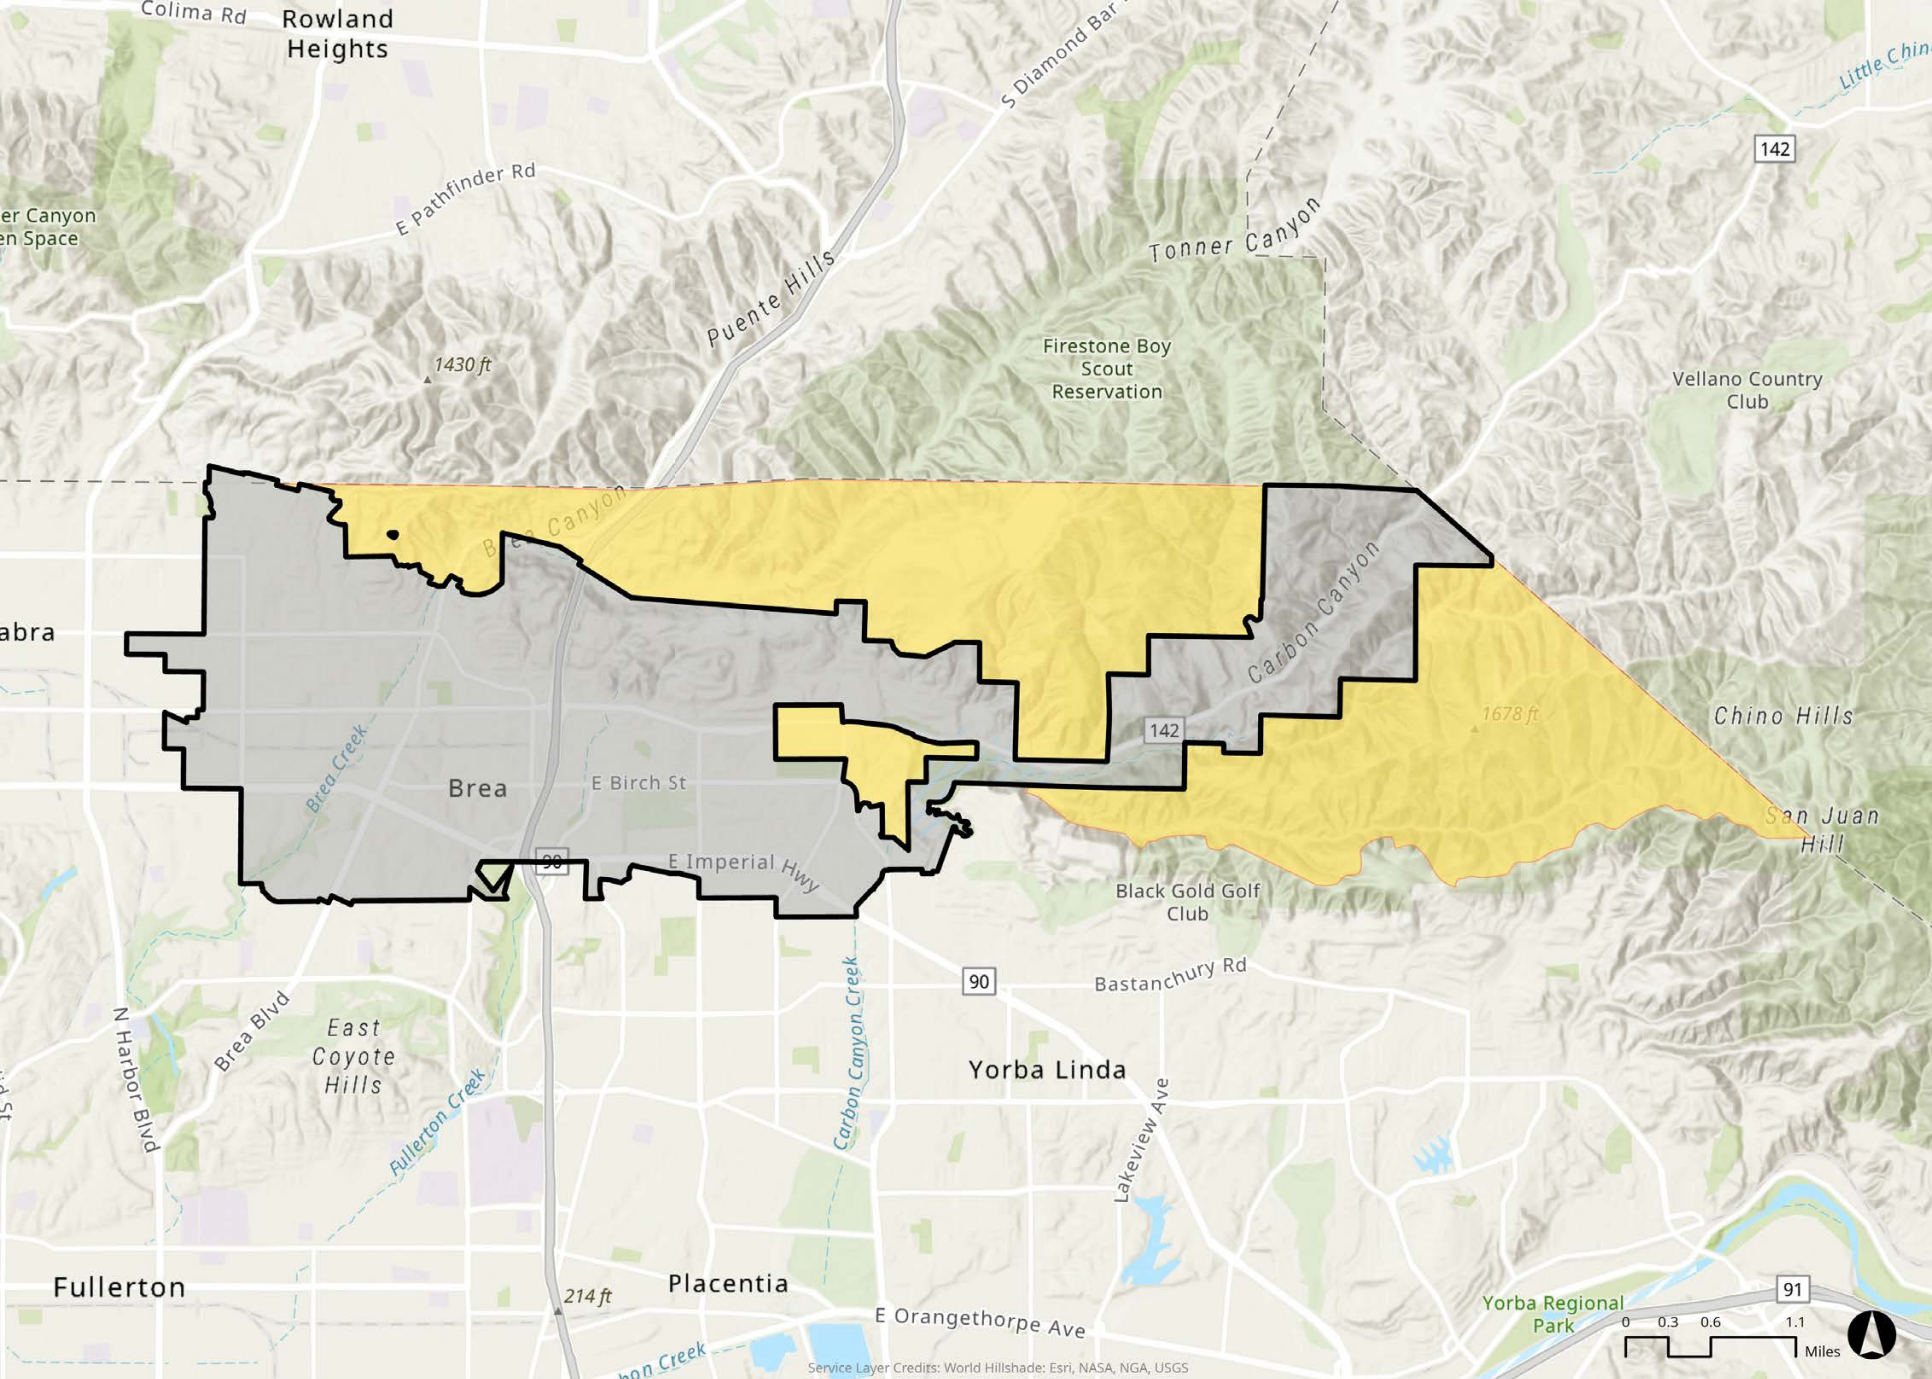 Colima Rd
Rowland
Heights
S Diamond Bar
Little Chin
142
E Pathfinder Rd
er Canyon
en Space
Tonner Canyon
Puente Hills
1430 ft
Firestone Boy
Scout
Reservation
Vellano Country
Club
Brea Canyon
Carbon Canyon
abra
1678 ft
Chino Hills
142
Brea Creek
Brea
E Birch St
San Juan
Hill
90
E Imperial Hwy
Black Gold Golf
Club
90
Bastanchury Rd
N Harbor Blvd
Brea Blvd
East
Coyote
Hills
Carbon Canyon Creek
Yorba Linda
Fullerton Creek
Lakeview Ave
Fullerton
Placentia
214 ft
E Orangethorpe Ave
Yorba Regional
Park
91
0 0.3 0.6 1.1
Miles
bon Creek
Service Layer Credits: World Hillshade: Esri, NASA, NGA, USGS